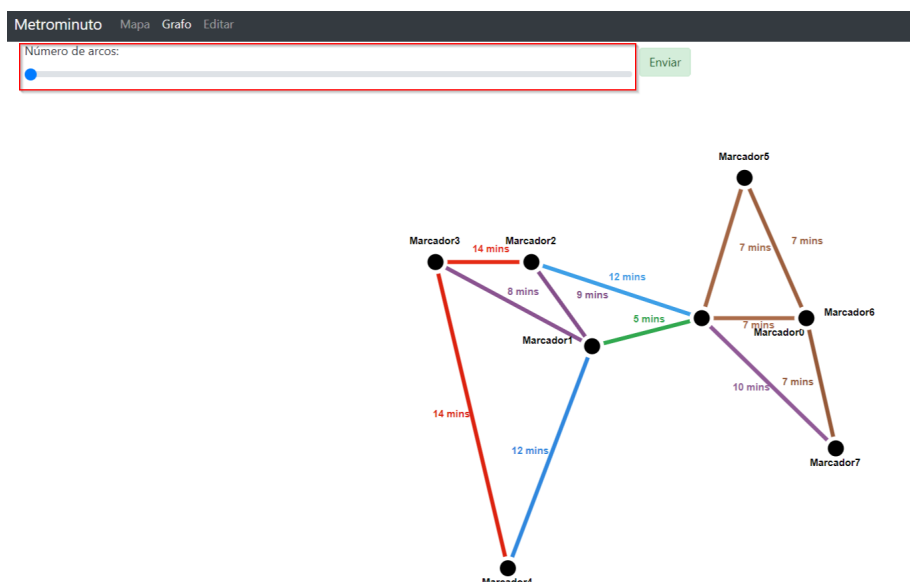 Metrominuto Mapa Grafo Editar
Número de arcos:
Enviar
Marcador5
Marcador3
14 mins
Marcador2
7 mins
7 mins
12 mins
8 mins
9 mins
5 mins
Marcador6
7 mins
Marcador0
Marcador1
10 mins
7 mins
14 mins
12 mins
Marcador7
Marcador4